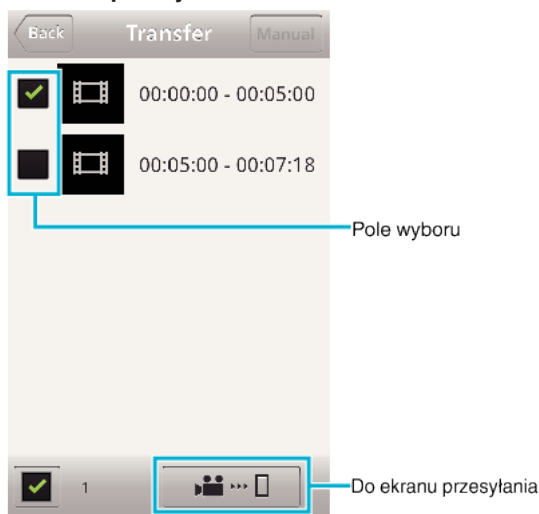 Back Transfer Manual
00:00:00 - 00:05:00
00:05:00 - 00:07:18
Pole wyboru
1
Do ekranu przesyłania